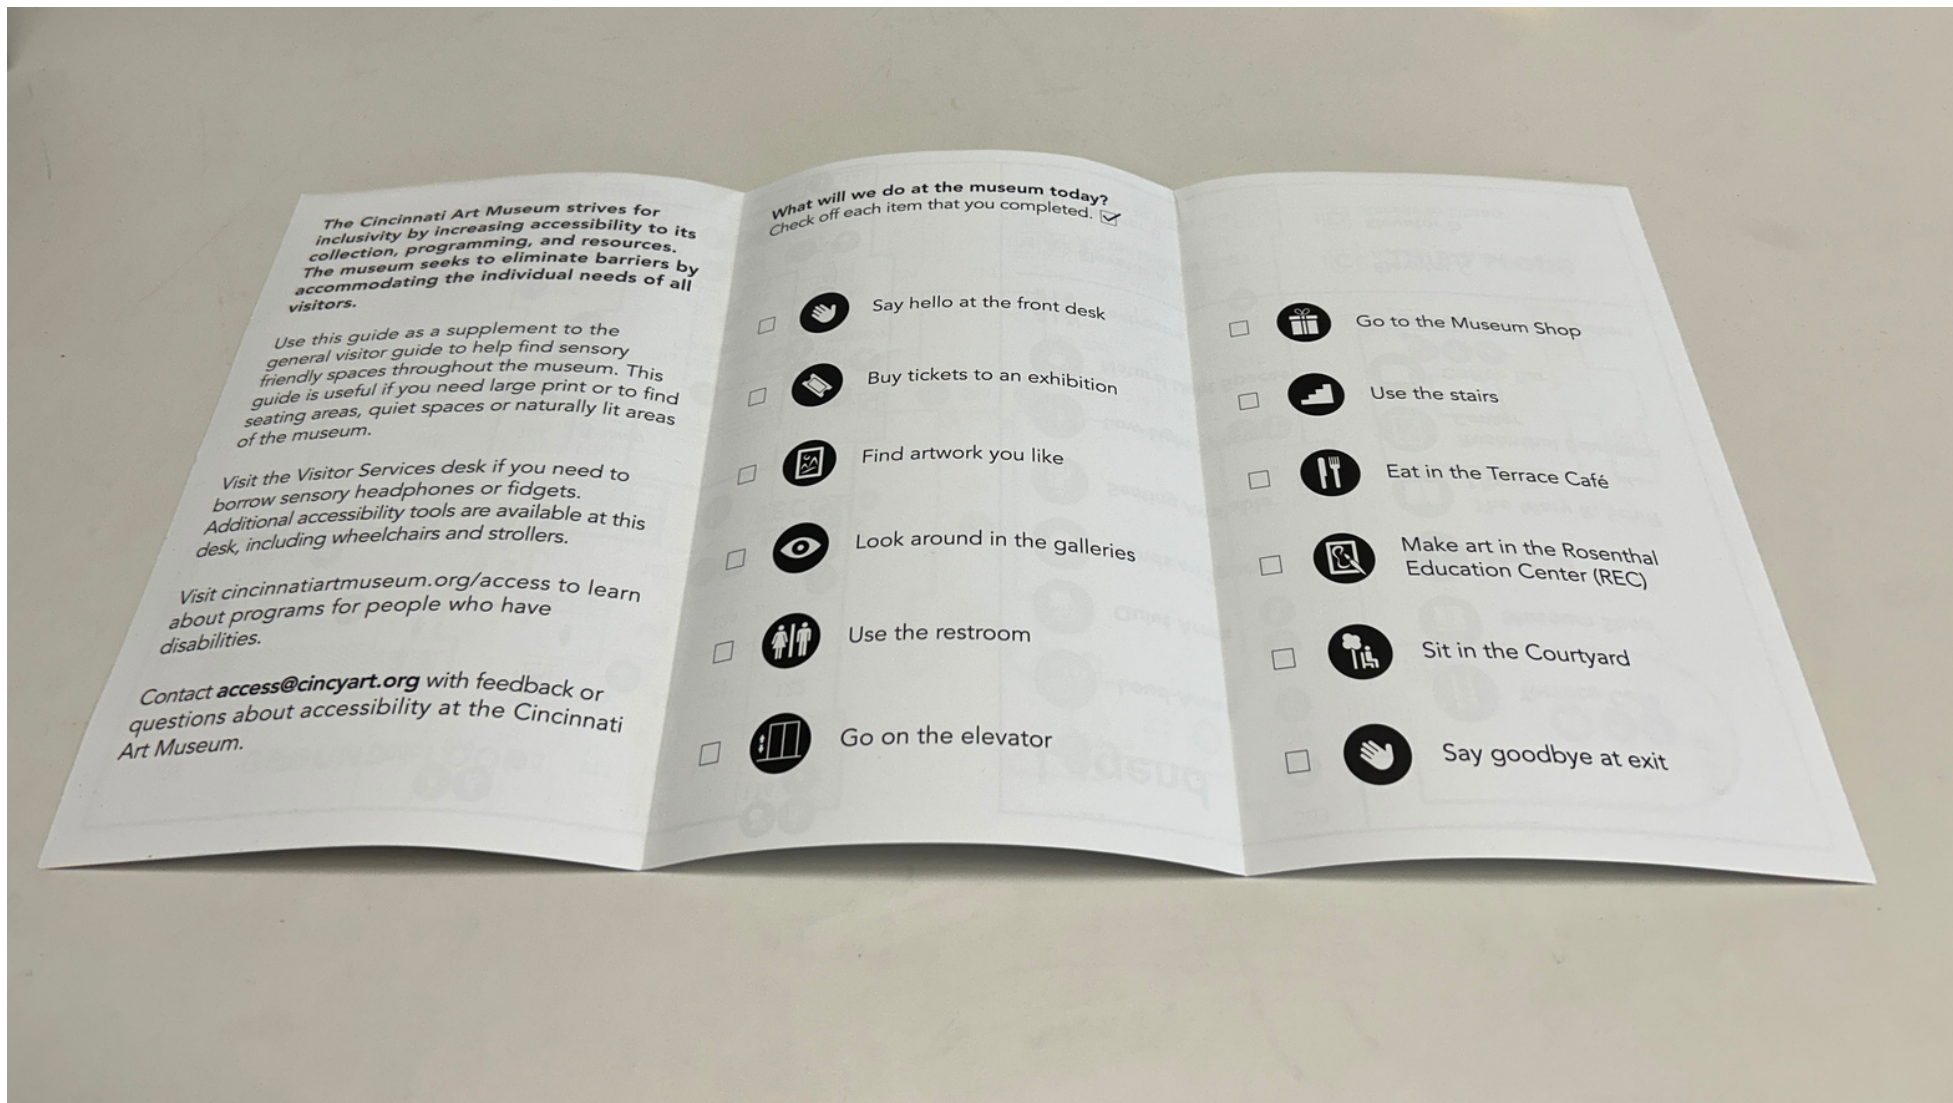 The Cincinnati Art Museum strives for
inclusivity by increasing accessibility to its
collection, programming, and resources.
The museum seeks to eliminate barriers by
accommodating the individual needs of all
visitors.
Use this guide as a supplement to the
general visitor guide to help find sensory
friendly spaces throughout the museum. This
guide is useful if you need large print or to find
seating areas, quiet spaces or naturally lit areas
of the museum.
Visit the Visitor Services desk if you need to
borrow sensory headphones or fidgets.
Additional accessibility tools are available at this
desk, including wheelchairs and strollers.
Visit cincinnatiartmuseum.org/access to learn
about programs for people who have
disabilities.
Contact access@cincyart.org with feedback or
questions about accessibility at the Cincinnati
Art Museum.
What will we do at the museum today?
Check off each item that you completed.
Say hello at the front desk
Buy tickets to an exhibition
Find artwork you like
Look around in the galleries
Use the restroom
Go on the elevator
Go to the Museum Shop
Use the stairs
Eat in the Terrace Café
Make art in the Rosenthal
Education Center (REC)
Sit in the Courtyard
Say goodbye at exit